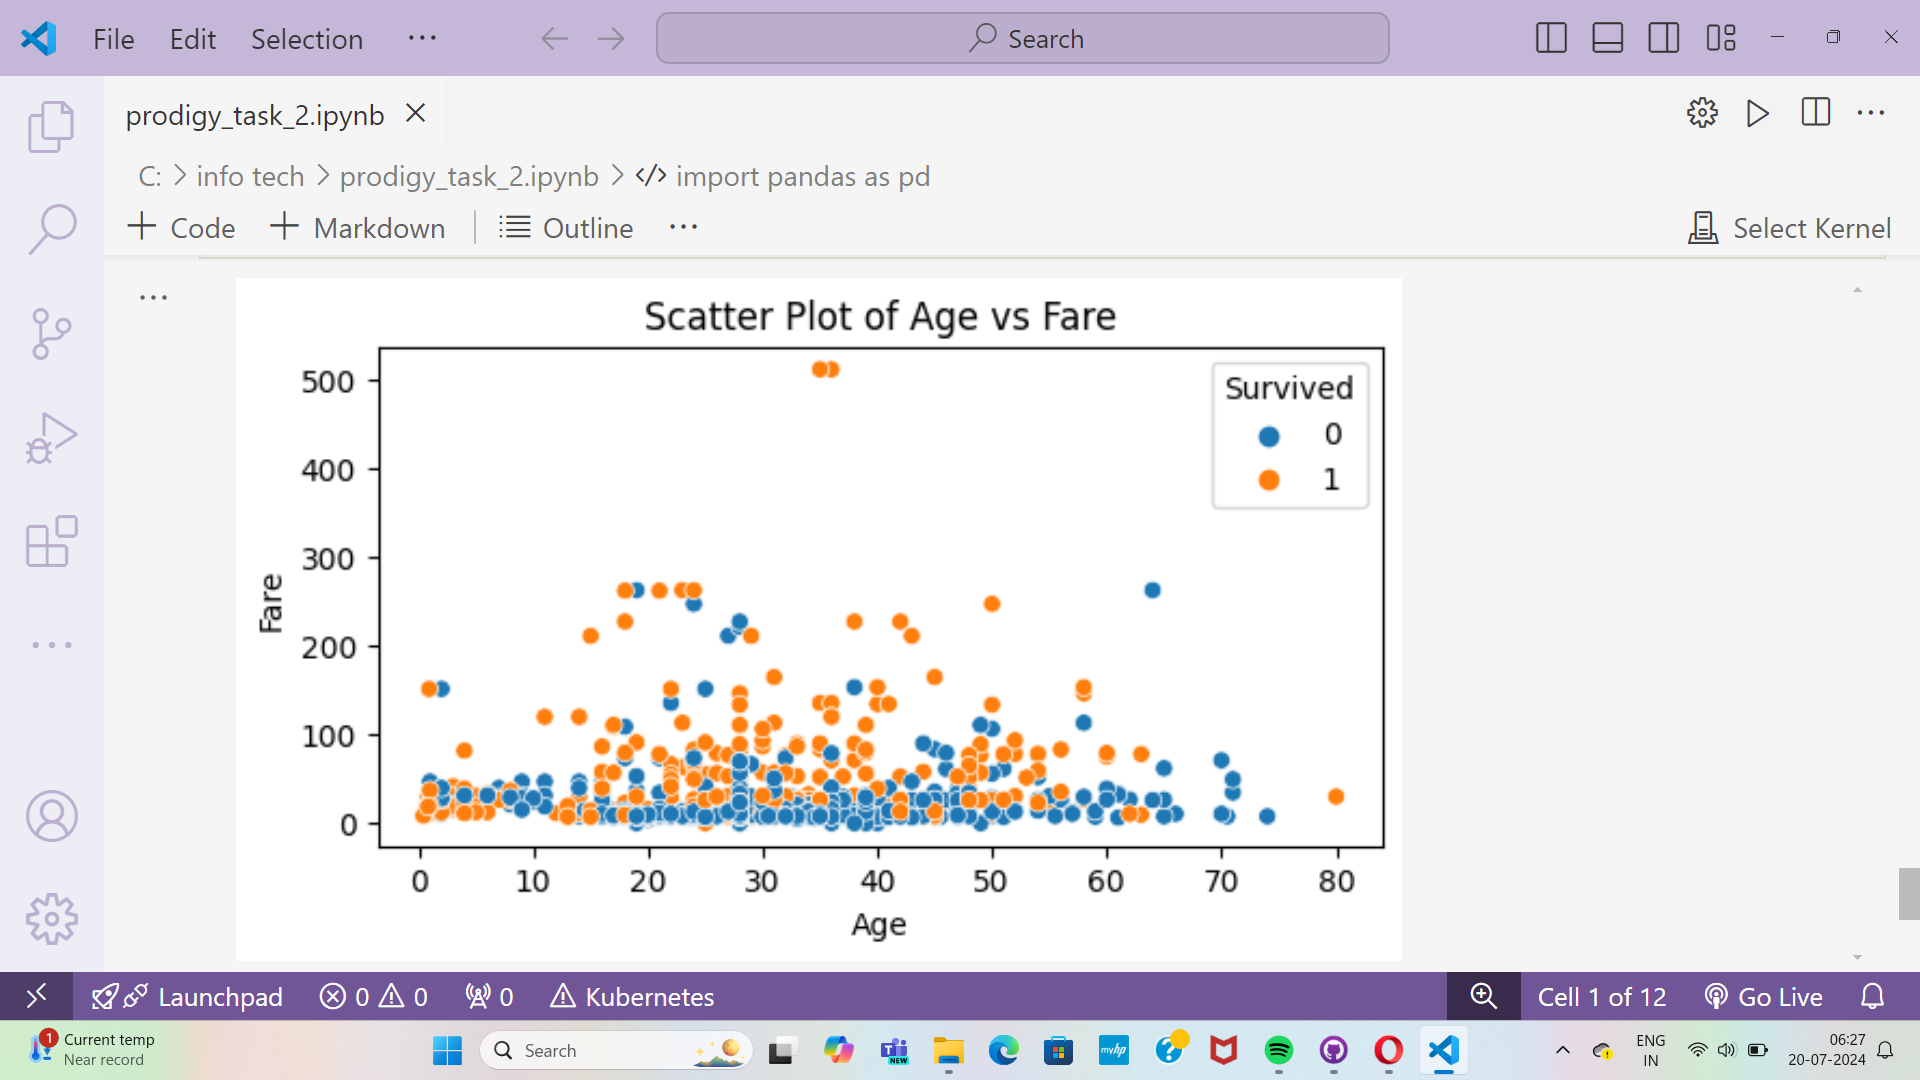 File Edit Selection ··· Search
prodigy_task_2.ipynb
C: > info tech > prodigy_task_2.ipynb > </> import pandas as pd
+ Code + Markdown Outline ··· Select Kernel
Scatter Plot of Age vs Fare
Survived
0
1
500
400
300
200
100
0
Fare
0 10 20 30 40 50 60 70 80
Age
Launchpad 0 0 0 Kubernetes Cell 1 of 12 Go Live
1 Current temp
Near record
Search
NEW
myhp
ENG
IN
06:27
20-07-2024